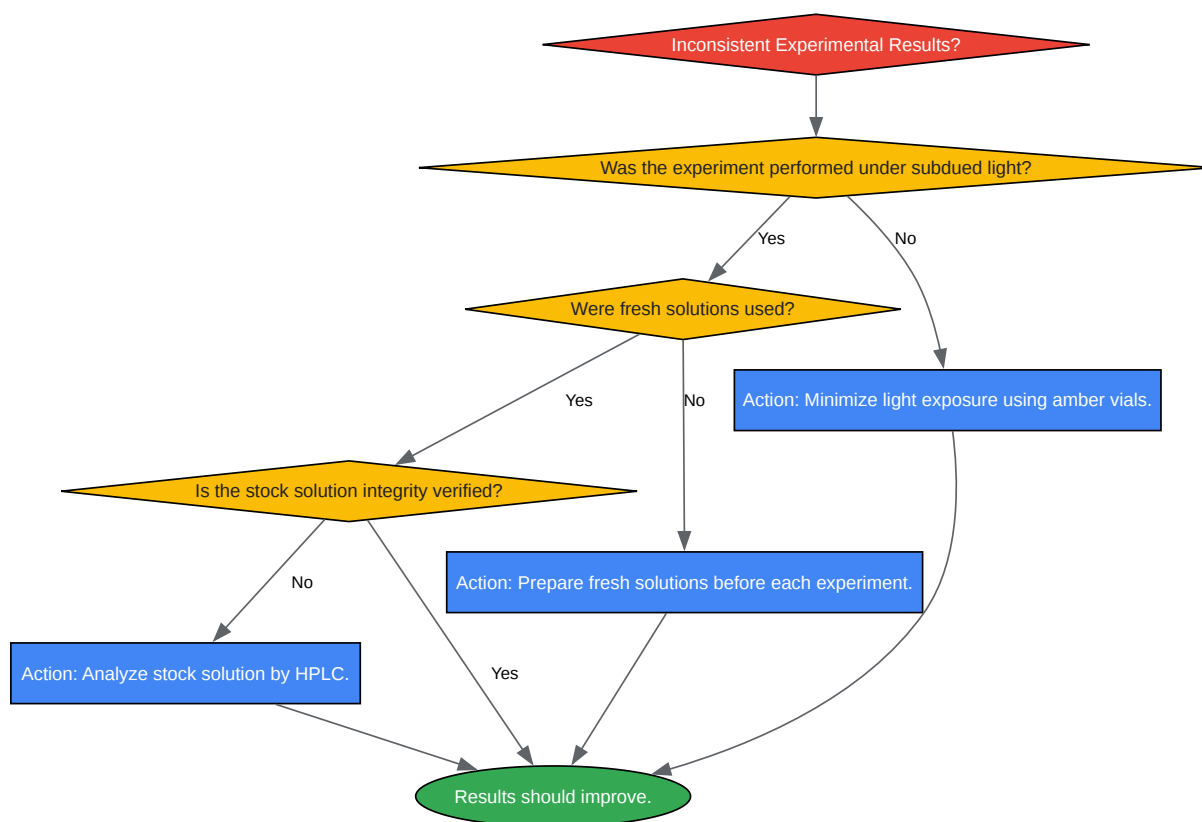 Inconsistent Experimental Results?
Was the experiment performed under subdued light?
Yes
No
Were fresh solutions used?
Action: Minimize light exposure using amber vials.
Yes
No
Is the stock solution integrity verified?
Action: Prepare fresh solutions before each experiment.
No
Yes
Action: Analyze stock solution by HPLC.
Results should improve.